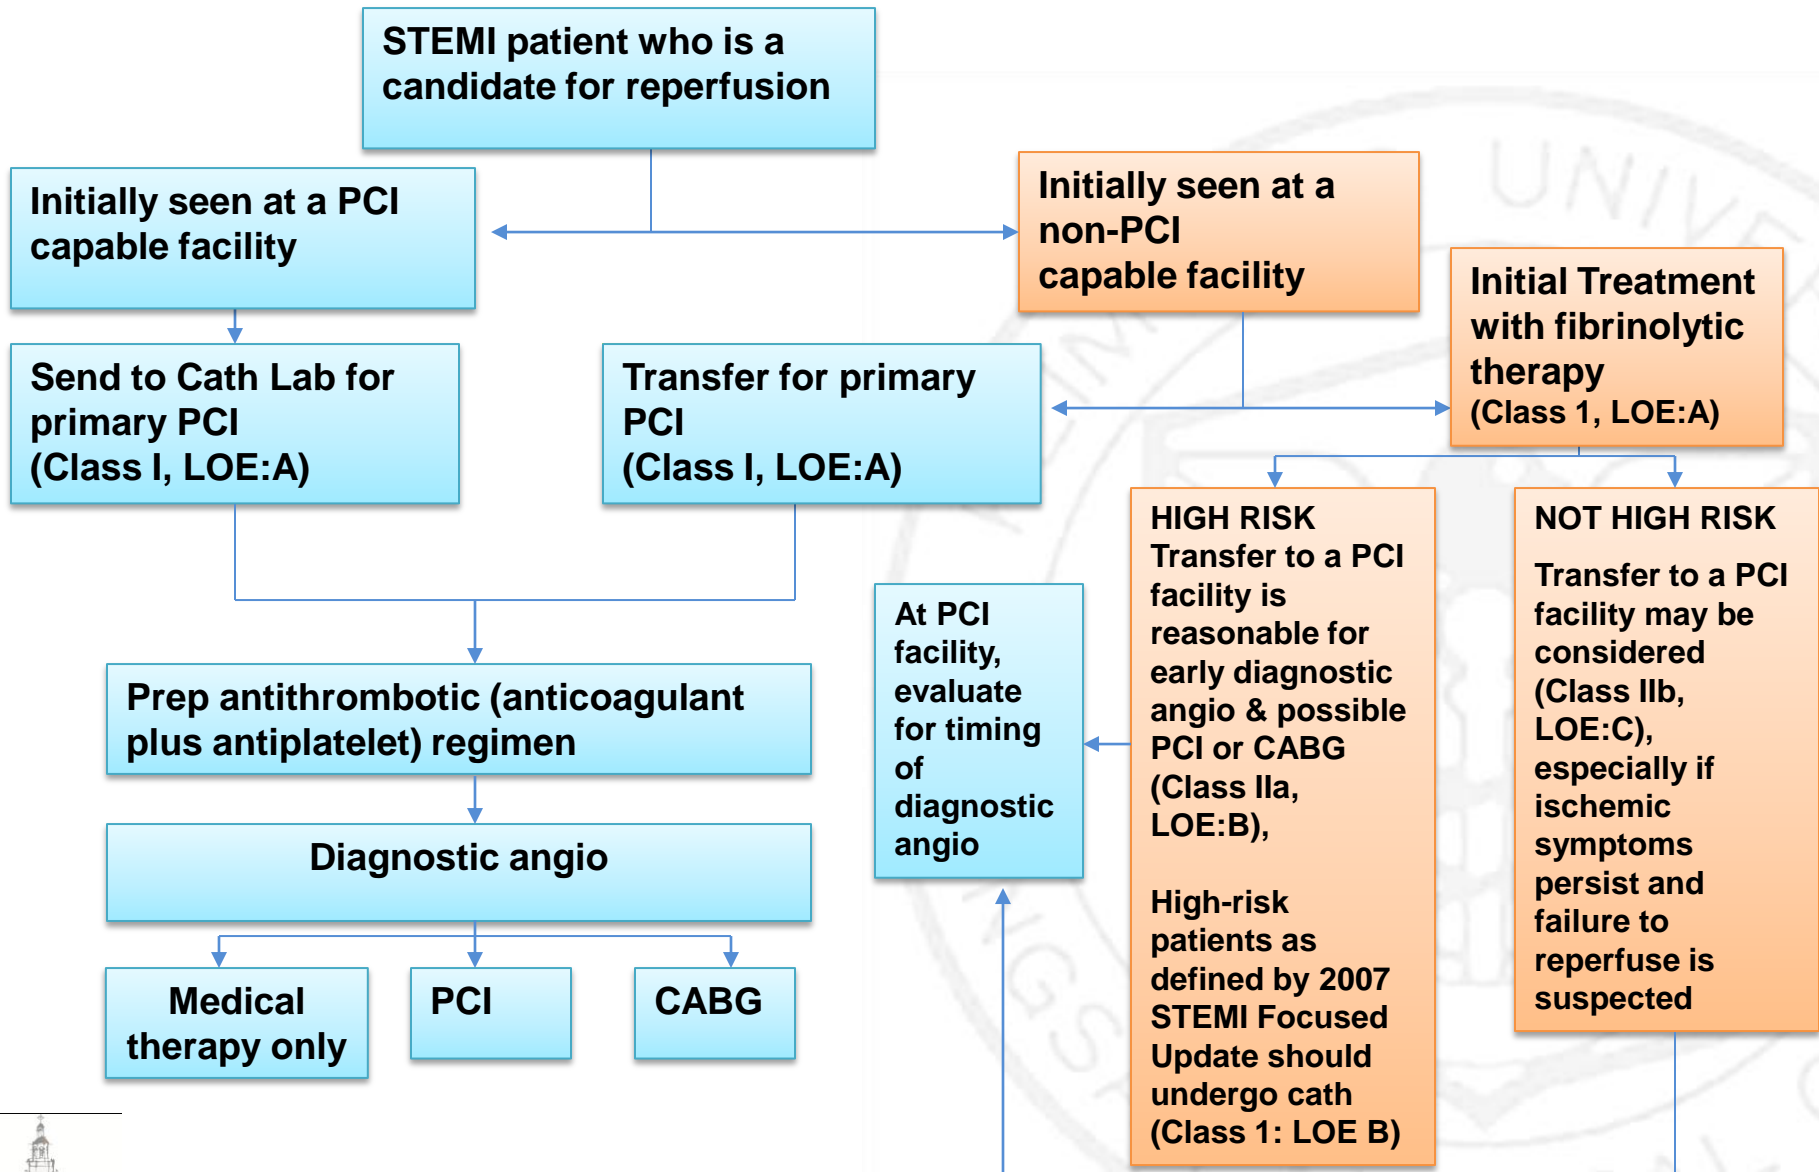 STEMI patient who is a
candidate for reperfusion
Initially seen at a PCI
capable facility
Initially seen at a
non-PCI
capable facility
Initial Treatment
with fibrinolytic
therapy
(Class 1, LOE:A)
Send to Cath Lab for
primary PCI
(Class I, LOE:A)
Transfer for primary
PCI
(Class I, LOE:A)
HIGH RISK
Transfer to a PCI
facility is
reasonable for
early diagnostic
angio & possible
PCI or CABG
(Class IIa,
LOE:B),
High-risk
patients as
defined by 2007
STEMI Focused
Update should
undergo cath
(Class 1: LOE B)
NOT HIGH RISK
Transfer to a PCI
facility may be
considered
(Class IIb,
LOE:C),
especially if
ischemic
symptoms
persist and
failure to
reperfuse is
suspected
At PCI
facility,
evaluate
for timing
of
diagnostic
angio
Prep antithrombotic (anticoagulant
plus antiplatelet) regimen
Diagnostic angio
Medical
therapy only
PCI
CABG